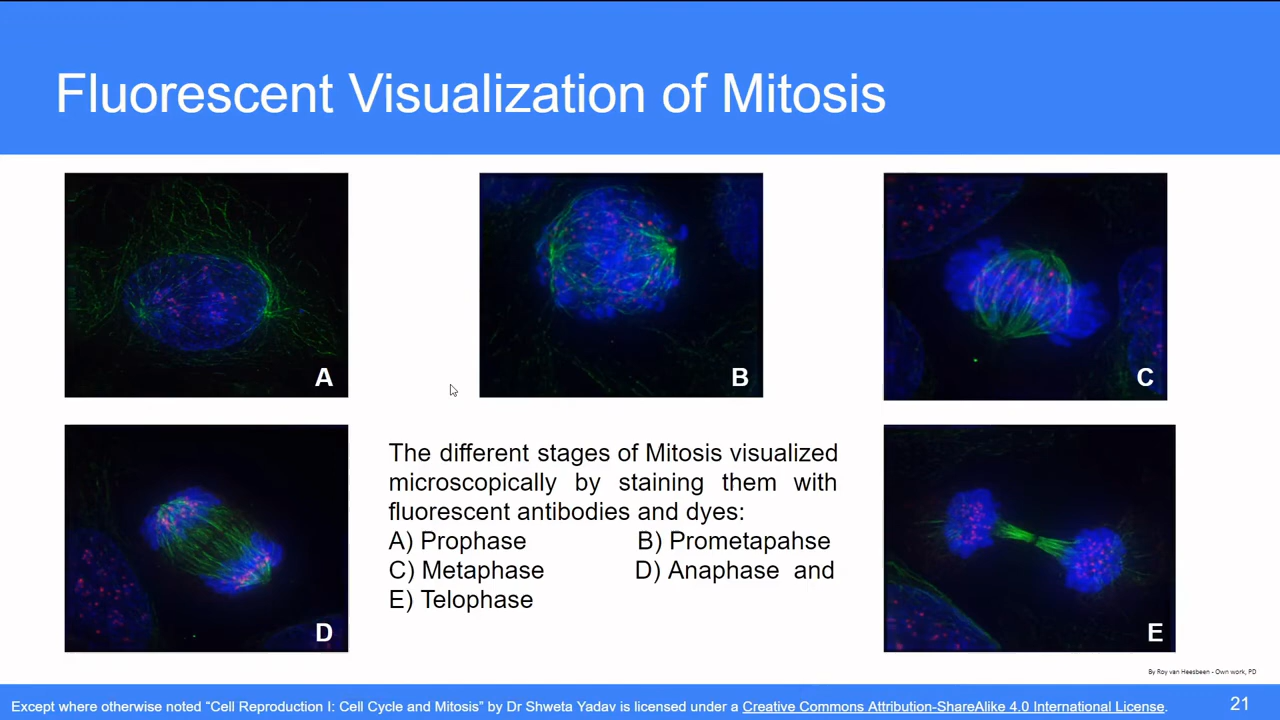 Fluorescent Visualization of Mitosis
A
B
C
The different stages of Mitosis visualized
microscopically by staining them with
fluorescent antibodies and dyes:
A) Prophase B) Prometapahse
C) Metaphase D) Anaphase and
E) Telophase
D
E
By Roy van Heesbeen - Own work, PD
Except where otherwise noted “Cell Reproduction I: Cell Cycle and Mitosis” by Dr Shweta Yadav is licensed under a Creative Commons Attribution-ShareAlike 4.0 International License.
21